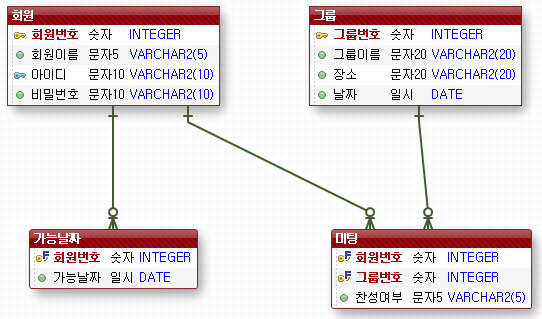 회원
회원번호 숫자 INTEGER
회원이름 문자5 VARCHAR2(5)
아이디 문자10 VARCHAR2(10)
비밀번호 문자10 VARCHAR2(10)
그룹
그룹번호 숫자 INTEGER
그룹이름 문자20 VARCHAR2(20)
장소 문자20 VARCHAR2(20)
날짜 일시 DATE
가능날짜
회원번호 숫자 INTEGER
가능날짜 일시 DATE
미팅
회원번호 숫자 INTEGER
그룹번호 숫자 INTEGER
찬성여부 문자5 VARCHAR2(5)